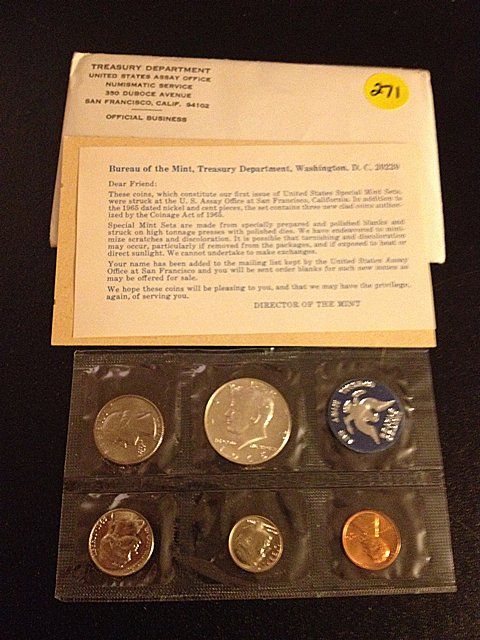 TREASURY DEPARTMENT
UNITED STATES ASSAY OFFICE
NUMISMATIC SERVICE
350 DUBOCE AVENUE
SAN FRANCISCO, CALIF. 94102
OFFICIAL BUSINESS
271
Bureau of the Mint, Treasury Department, Washington, D. C. 20220
Dear Friend:
These coins, which constitute our first issue of United States Special Mint Sets,
were struck at the U. S. Assay Office at San Francisco, California. In addition to
the 1965 dated nickel and cent pieces, the set contains three new clad coins author-
ized by the Coinage Act of 1965.
Special Mint Sets are made from specially prepared and polished blanks and
struck on high tonnage presses with polished dies. We have endeavored to mini-
mize scratches and discoloration. It is possible that tarnishing and discoloration
may occur, particularly if removed from the packages, and if exposed to heat or
direct sunlight. We cannot undertake to make exchanges.
Your name has been added to the mailing list kept by the United States Assay
Office at San Francisco and you will be sent order blanks for such new issues as
may be offered for sale.
We hope these coins will be pleasing to you, and that we may have the privilege,
again, of serving you.
DIRECTOR OF THE MINT